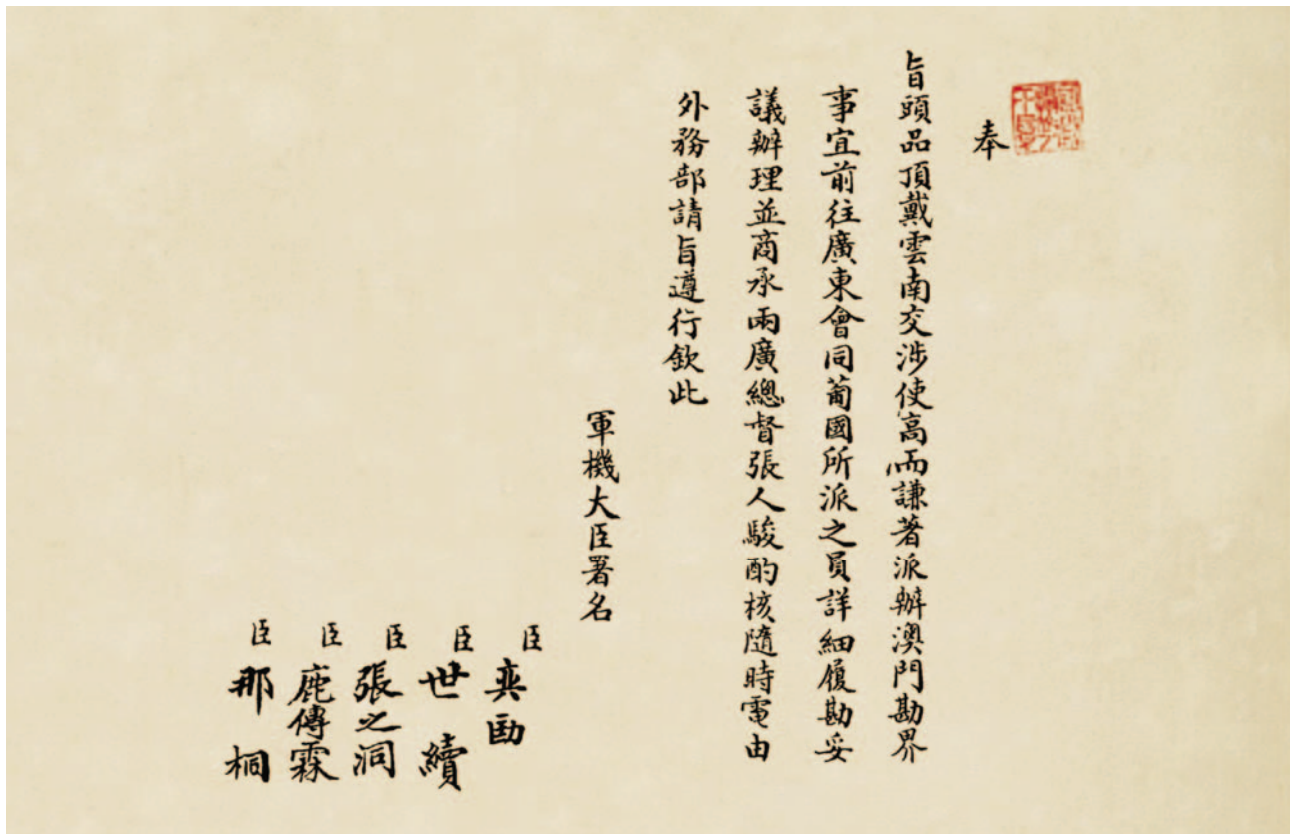 奉
旨頭品頂戴雲南交涉使高而謙著派辦澳門勘界
事宜前往廣東會同葡國所派之員詳細履勘妥
議辦理並商承兩廣總督張人駿酌核隨時電由
外務部請旨遵行欽此
軍機大臣署名
臣奕劻
臣世續
臣張之洞
臣鹿傳霖
臣那桐